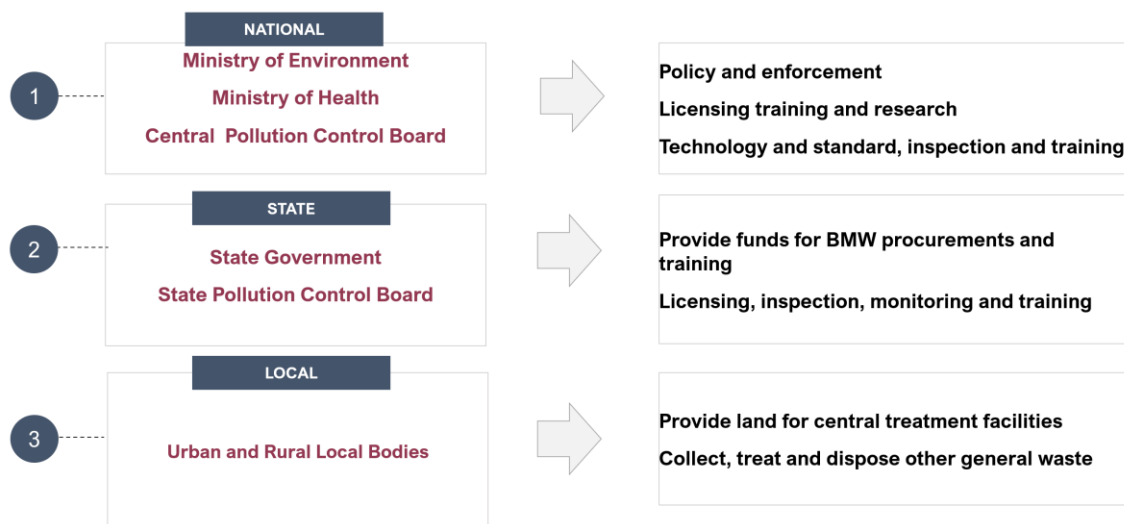 NATIONAL
1
Ministry of Environment
Ministry of Health
Central Pollution Control Board
Policy and enforcement
Licensing training and research
Technology and standard, inspection and training
STATE
2
State Government
State Pollution Control Board
Provide funds for BMW procurements and
training
Licensing, inspection, monitoring and training
LOCAL
3
Urban and Rural Local Bodies
Provide land for central treatment facilities
Collect, treat and dispose other general waste